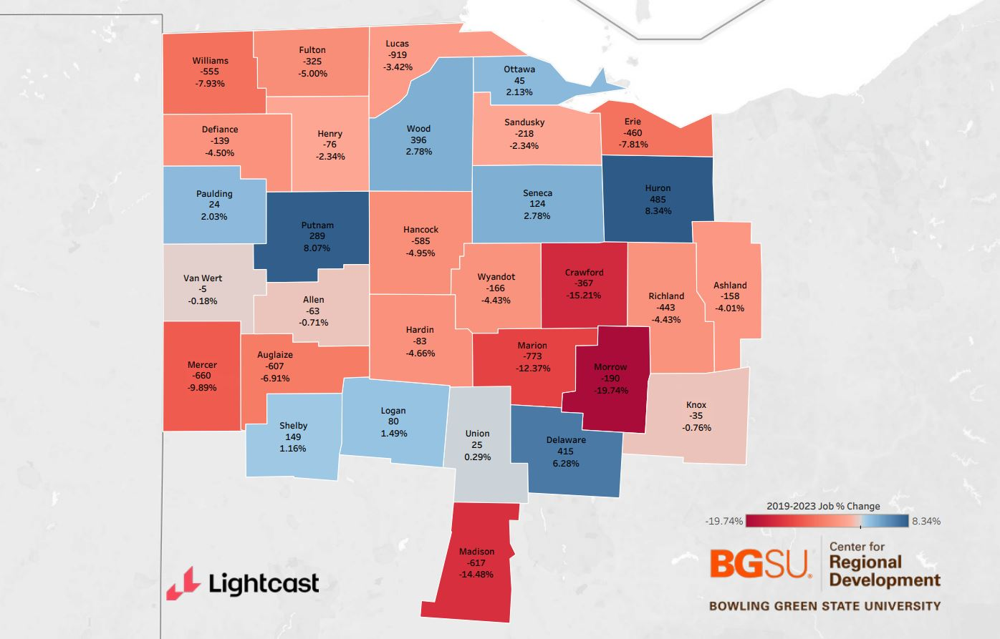 Williams
-555
-7.93%
Fulton
-325
-5.00%
Lucas
-919
-3.42%
Ottawa
45
2.13%
Defiance
-139
-4.50%
Henry
-76
-2.34%
Wood
396
2.78%
Sandusky
-218
-2.34%
Erie
-460
-7.81%
Paulding
24
2.03%
Putnam
289
8.07%
Hancock
-585
-4.95%
Seneca
124
2.78%
Huron
485
8.34%
Van Wert
-5
-0.18%
Allen
-63
-0.71%
Wyandot
-166
-4.43%
Crawford
-367
-15.21%
Richland
-443
-4.43%
Ashland
-158
-4.01%
Mercer
-660
-9.89%
Auglaize
-607
-6.91%
Hardin
-83
-4.66%
Marion
-773
-12.37%
Morrow
-190
-19.74%
Knox
-35
-0.76%
Shelby
149
1.16%
Logan
80
1.49%
Union
25
0.29%
Delaware
415
6.28%
Madison
-617
-14.48%
2019-2023 Job % Change
-19.74% 8.34%
Lightcast
BGSU.
Center for
Regional
Development
BOWLING GREEN STATE UNIVERSITY